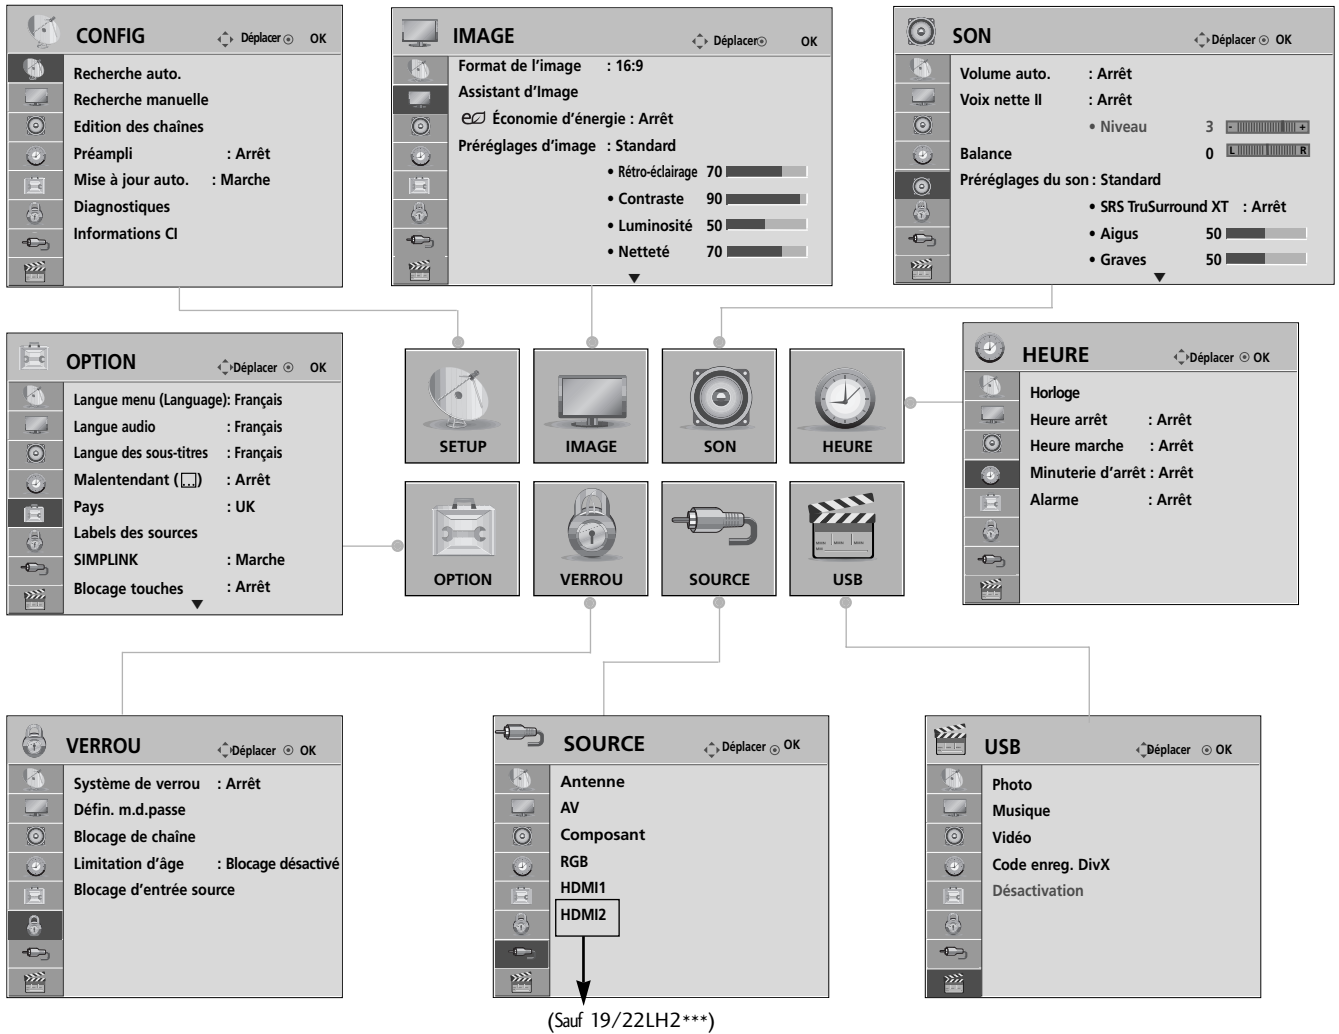 CONFIG
Déplacer OK
Recherche auto.
Recherche manuelle
Edition des chaînes
Préampli : Arrêt
Mise à jour auto. : Marche
Diagnostiques
Informations CI
IMAGE
Déplacer OK
Format de l'image : 16:9
Assistant d'Image
Économie d'énergie : Arrêt
Préréglages d'image : Standard
• Rétro-éclairage 70
• Contraste 90
• Luminosité 50
• Netteté 70
SON
Déplacer OK
Volume auto. : Arrêt
Voix nette II : Arrêt
• Niveau 3 - +
Balance 0 L R
Préréglages du son : Standard
• SRS TruSurround XT : Arrêt
• Aigus 50
• Graves 50
OPTION
Déplacer OK
Langue menu (Language) : Français
Langue audio : Français
Langue des sous-titres : Français
Malentendant ( ) : Arrêt
Pays : UK
Labels des sources
SIMPLINK : Marche
Blocage touches : Arrêt
SETUP
IMAGE
SON
HEURE
OPTION
VERROU
SOURCE
USB
HEURE
Déplacer OK
Horloge
Heure arrêt : Arrêt
Heure marche : Arrêt
Minuterie d'arrêt : Arrêt
Alarme : Arrêt
VERROU
Déplacer OK
Système de verrou : Arrêt
Défin. m.d.passe
Blocage de chaîne
Limitation d'âge : Blocage désactivé
Blocage d'entrée source
SOURCE
Déplacer OK
Antenne
AV
Composant
RGB
HDMI1
HDMI2
(Sauf 19/22LH2***)
USB
Déplacer OK
Photo
Musique
Vidéo
Code enreg. DivX
Désactivation